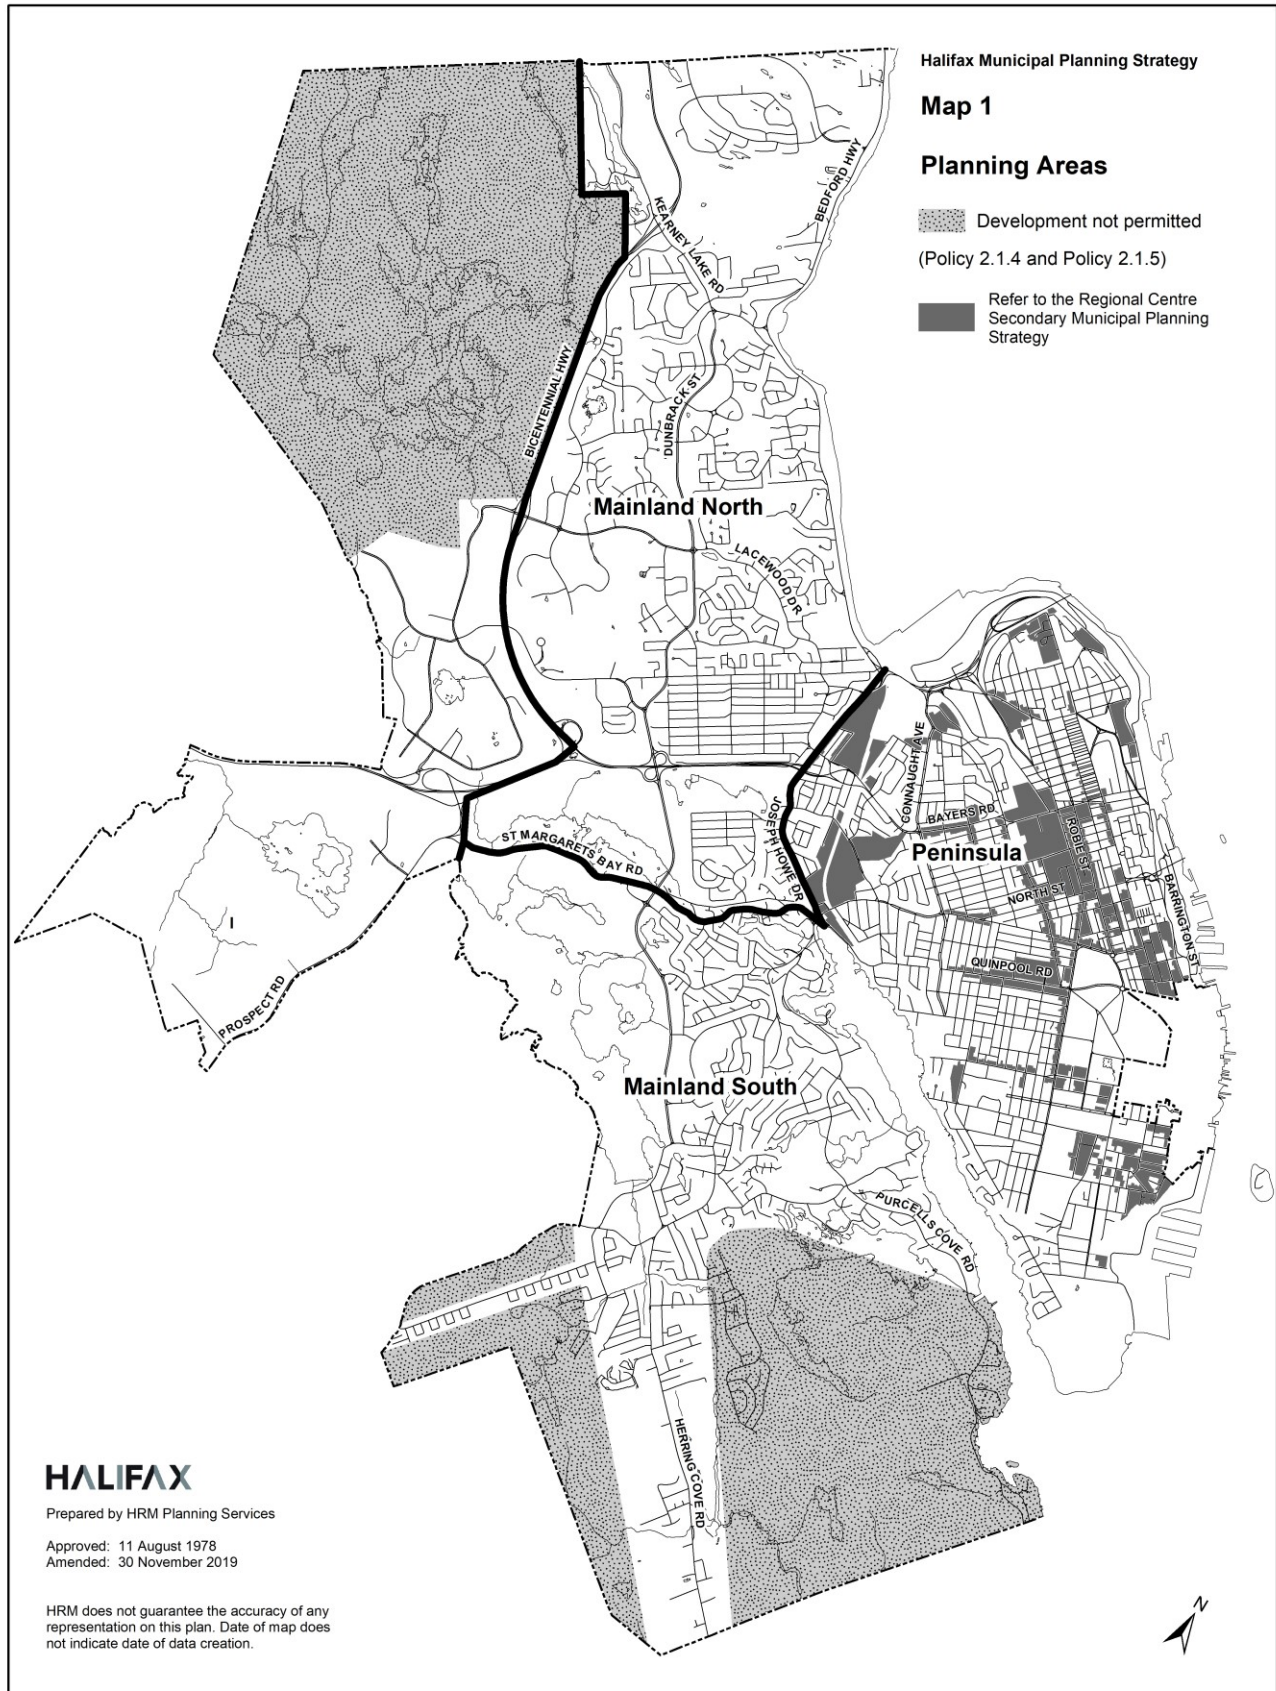 Halifax Municipal Planning Strategy
Map 1
Planning Areas
Development not permitted
(Policy 2.1.4 and Policy 2.1.5)
Refer to the Regional Centre
Secondary Municipal Planning
Strategy
BEDFORD HWY
KEARNEY LAKE RD
BICENTENNIAL HWY
DUNBRACK ST
Mainland North
LACEWOOD DR
CONNAUGHT AVE
BAYERS RD
JOSEPH HOWE DR
ROBIE ST
ST MARGARETS BAY RD
Peninsula
NORTH ST
BARRINGTON ST
QUINPOOL RD
I
PROSPECT RD
Mainland South
PURCELLS COVE RD
HERRING COVE RD
HALIFAX
Prepared by HRM Planning Services
Approved: 11 August 1978
Amended: 30 November 2019
HRM does not guarantee the accuracy of any
representation on this plan. Date of map does
not indicate date of data creation.
N